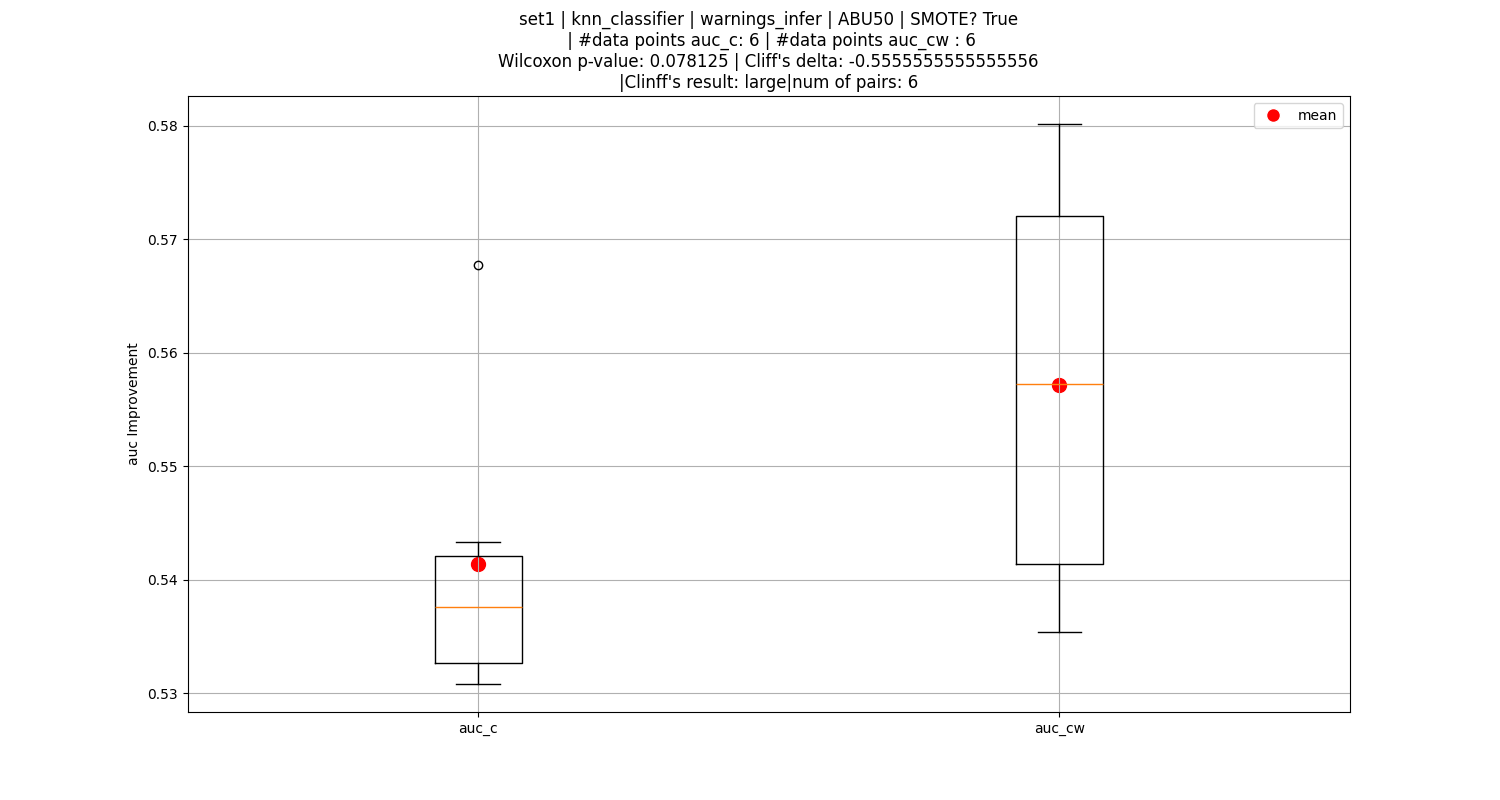 set1 | knn_classifier | warnings_infer | ABU50 | SMOTE? True
| #data points auc_c: 6 | #data points auc_cw : 6
Wilcoxon p-value: 0.078125 | Cliff's delta: -0.5555555555555556
|Clinff's result: large|num of pairs: 6
mean
0.58
0.57
0.56
0.55
0.54
0.53
auc Improvement
auc_c
auc_cw